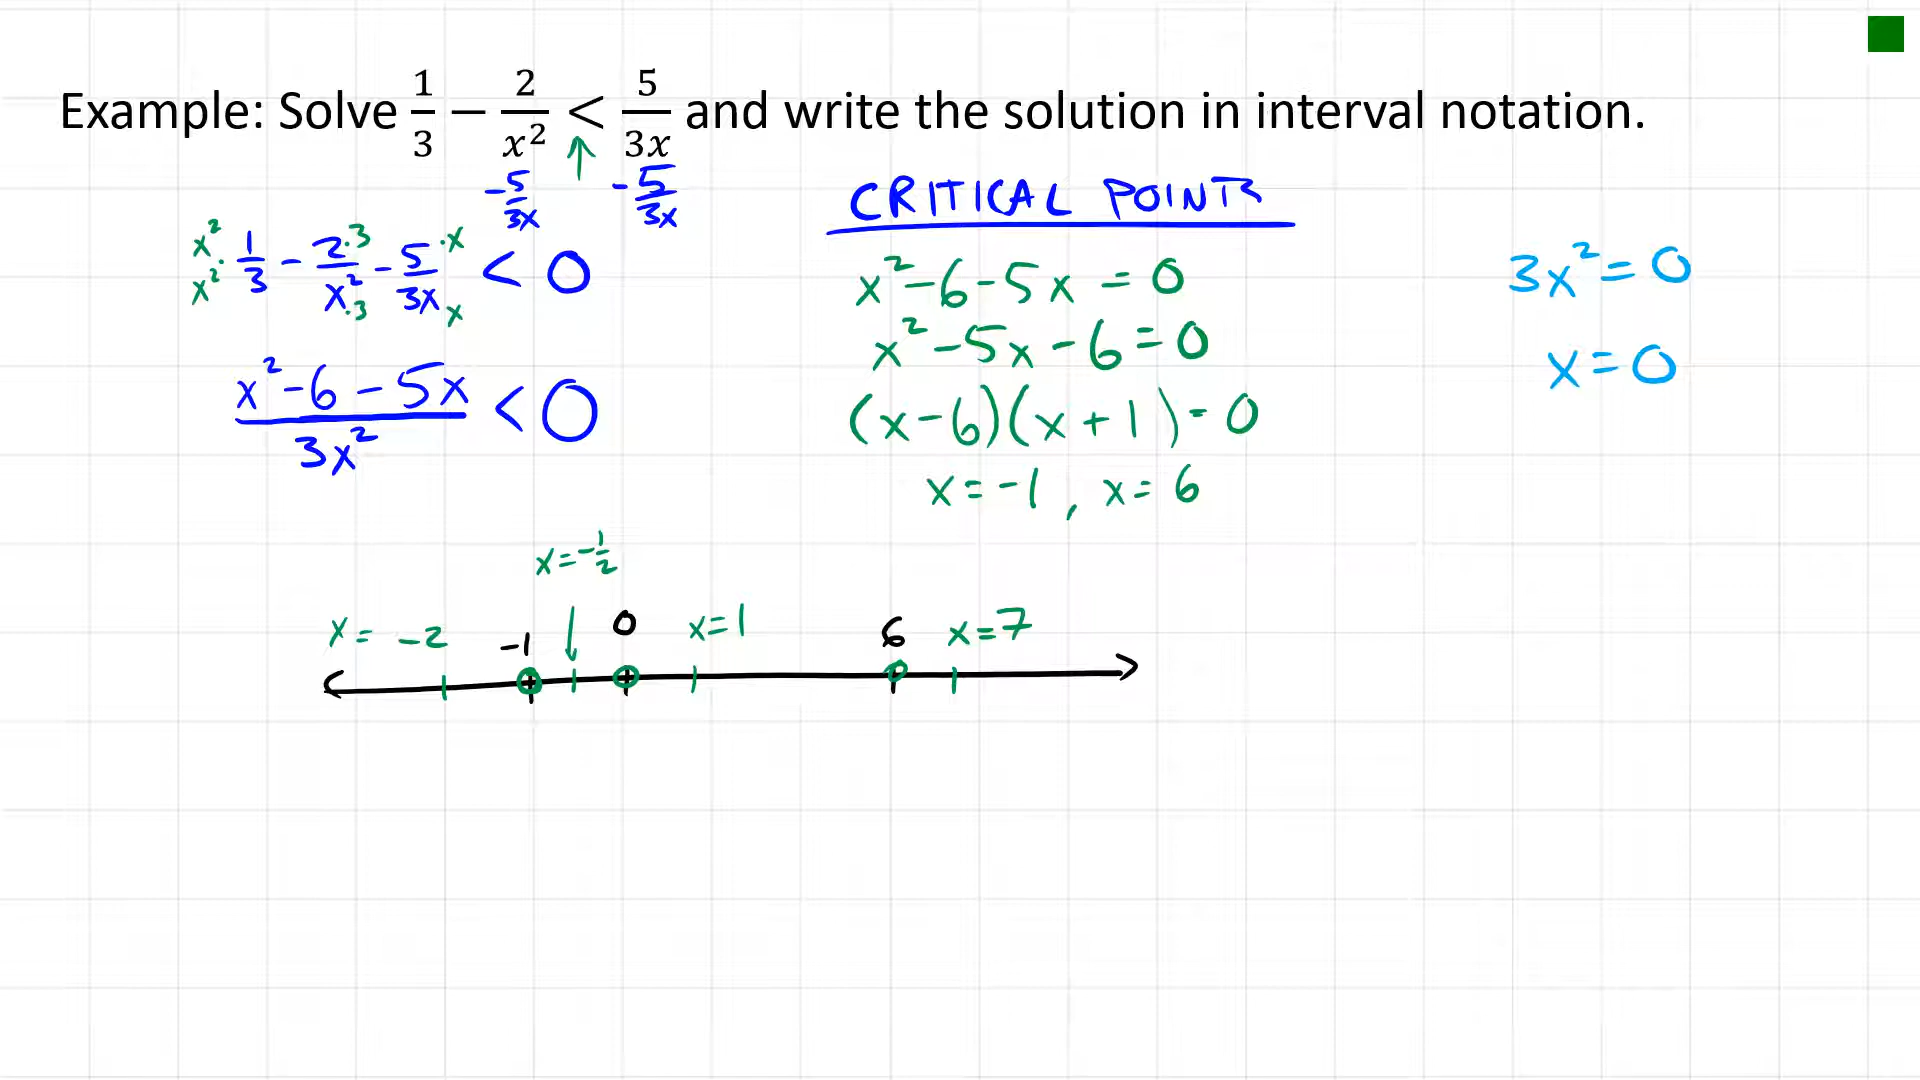 Example: Solve 1/3 − 2/x² < 5/3x and write the solution in interval notation.
↑
−5/3x −5/3x
x²/x² · 1/3 − 2·3/x²·3 − 5·x/3x x < 0
x² − 6 − 5x / 3x² < 0
CRITICAL POINTS
x² − 6 − 5x = 0
x² − 5x − 6 = 0
(x − 6)(x + 1) = 0
x = −1 , x = 6
3x² = 0
x = 0
x = −1/2
x = −2 −1 ↓ 0 x = 1 6 x = 7